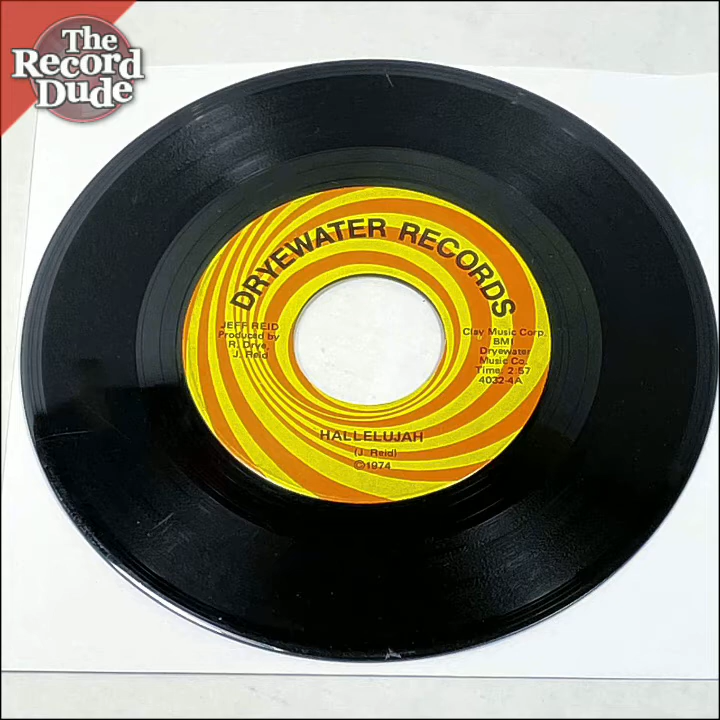 The
Record
Dude
DRYEWATER RECORDS
JEFF REID
Produced by
R. Drye,
J. Reid
Clay Music Corp.
BMI
Dryewater
Music Co.
Time: 2:57
4032-4A
HALLELUJAH
(J. Reid)
©1974